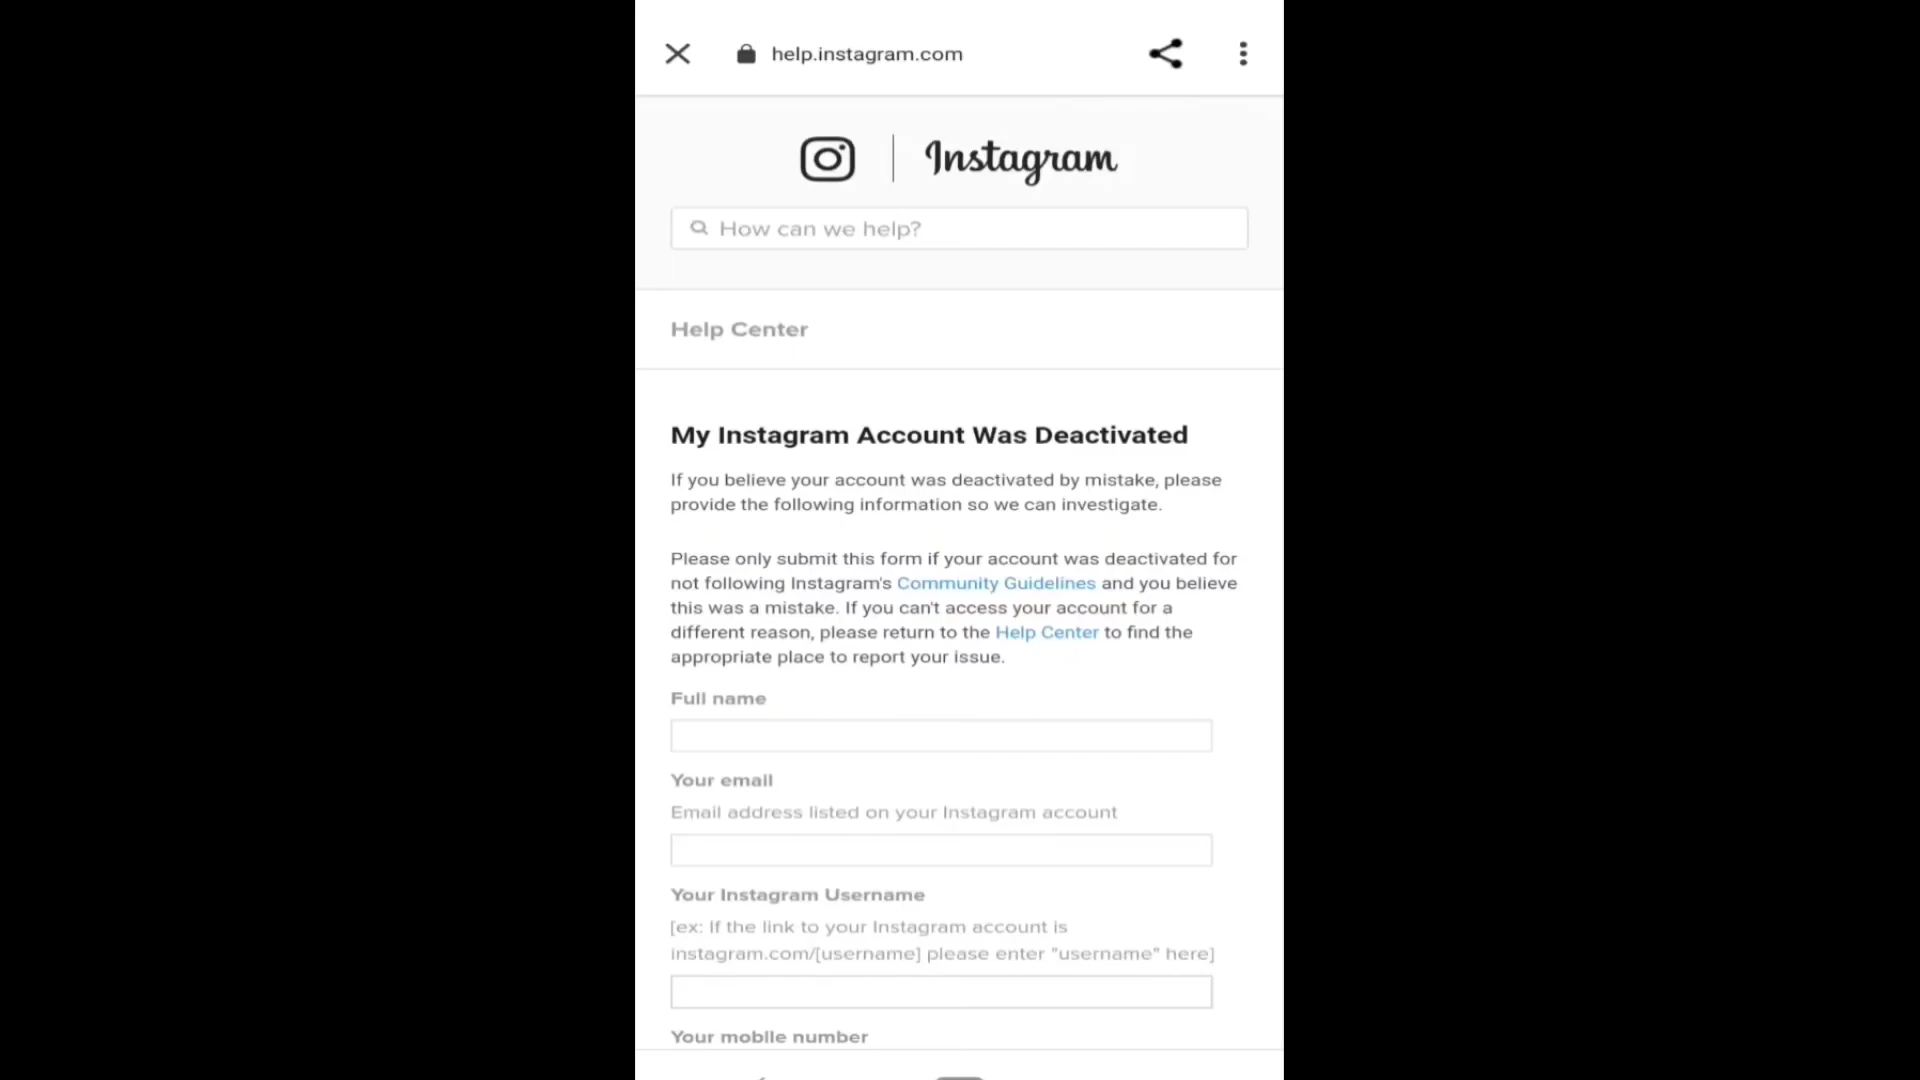 help.instagram.com
Instagram
How can we help?
Help Center
My Instagram Account Was Deactivated
If you believe your account was deactivated by mistake, please
provide the following information so we can investigate.
Please only submit this form if your account was deactivated for
not following Instagram's Community Guidelines and you believe
this was a mistake. If you can't access your account for a
different reason, please return to the Help Center to find the
appropriate place to report your issue.
Full name
Your email
Email address listed on your Instagram account
Your Instagram Username
[ex: If the link to your Instagram account is
instagram.com/[username] please enter "username" here]
Your mobile number